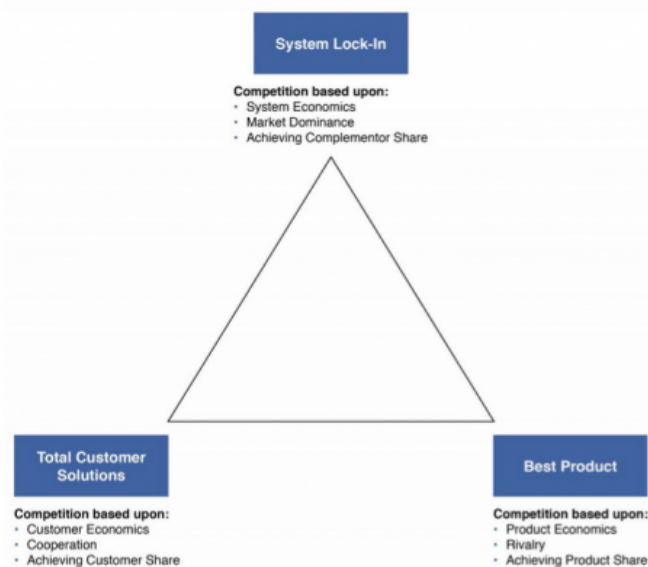 System Lock-In
Competition based upon:
• System Economics
• Market Dominance
• Achieving Complementor Share
Total Customer
Solutions
Competition based upon:
• Customer Economics
• Cooperation
• Achieving Customer Share
Best Product
Competition based upon:
• Product Economics
• Rivalry
• Achieving Product Share